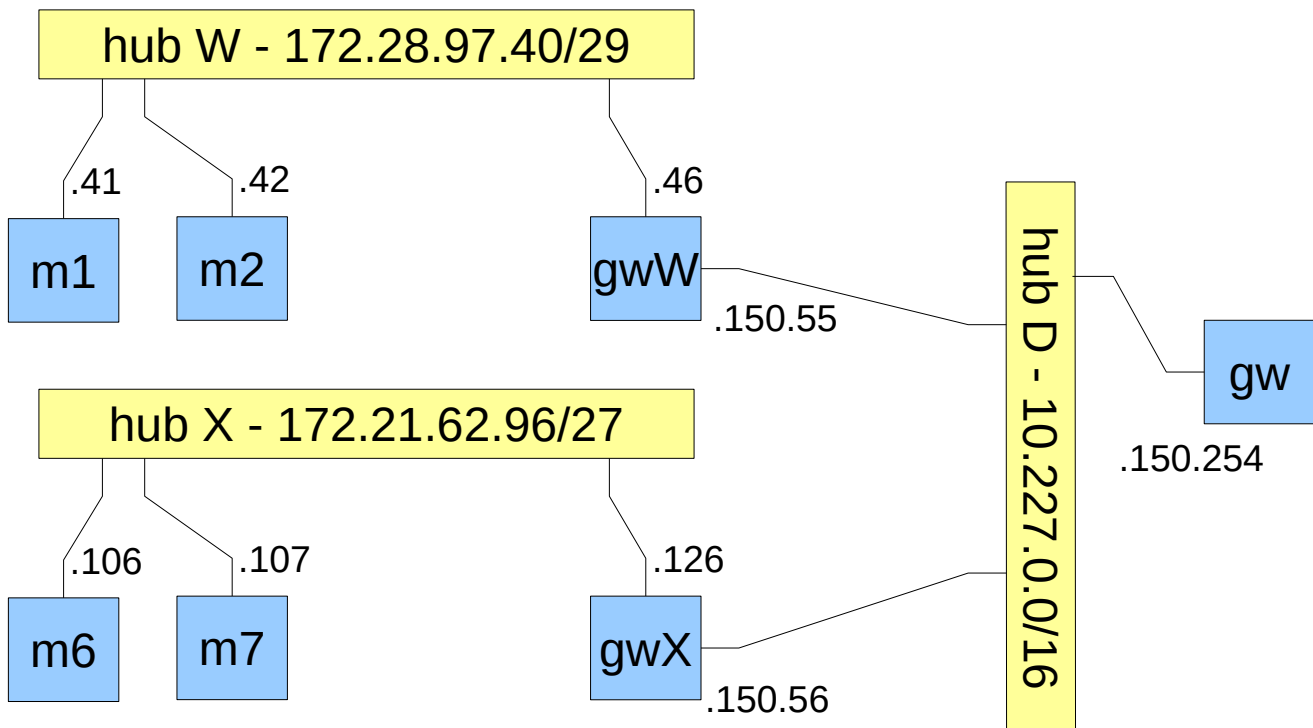 hub W - 172.28.97.40/29
.41
.42
.46
m1
m2
gwW
.150.55
hub D - 10.227.0.0/16
gw
.150.254
hub X - 172.21.62.96/27
.106
.107
.126
m6
m7
gwX
.150.56